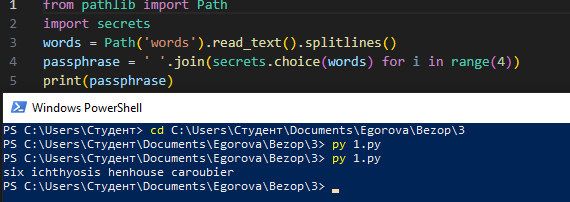 1 from pathlib import Path
2 import secrets
3 words = Path('words').read_text().splitlines()
4 passphrase = ' '.join(secrets.choice(words) for i in range(4))
5 print(passphrase)
Windows PowerShell
PS C:\Users\Студент> cd C:\Users\Студент\Documents\Egorova\Bezop\3
PS C:\Users\Студент\Documents\Egorova\Bezop\3> py 1.py
PS C:\Users\Студент\Documents\Egorova\Bezop\3> py 1.py
six ichthyosis henhouse caroubier
PS C:\Users\Студент\Documents\Egorova\Bezop\3>